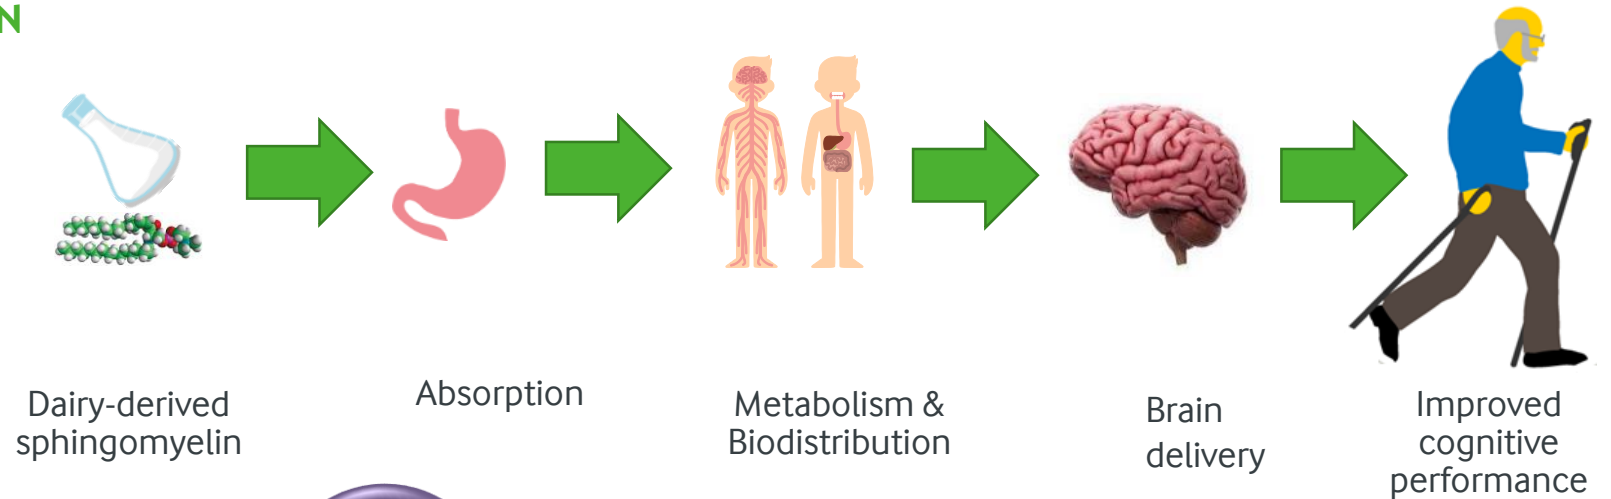 N
Dairy-derived
sphingomyelin
Absorption
Metabolism &
Biodistribution
Brain
delivery
Improved
cognitive
performance